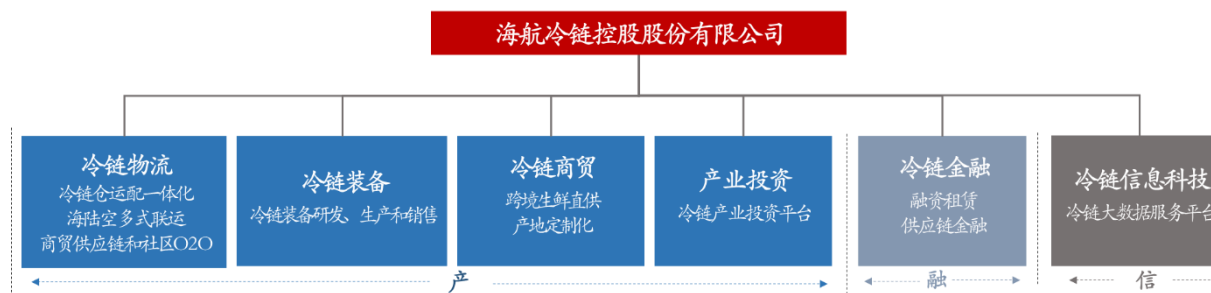 海航冷链控股股份有限公司
冷链物流
冷链仓运配一体化
海陆空多式联运
商贸供应链和社区O2O
冷链装备
冷链装备研发、生产和销售
冷链商贸
跨境生鲜直供
产地定制化
产业投资
冷链产业投资平台
冷链金融
融资租赁
供应链金融
冷链信息科技
冷链大数据服务平台
产
融
信